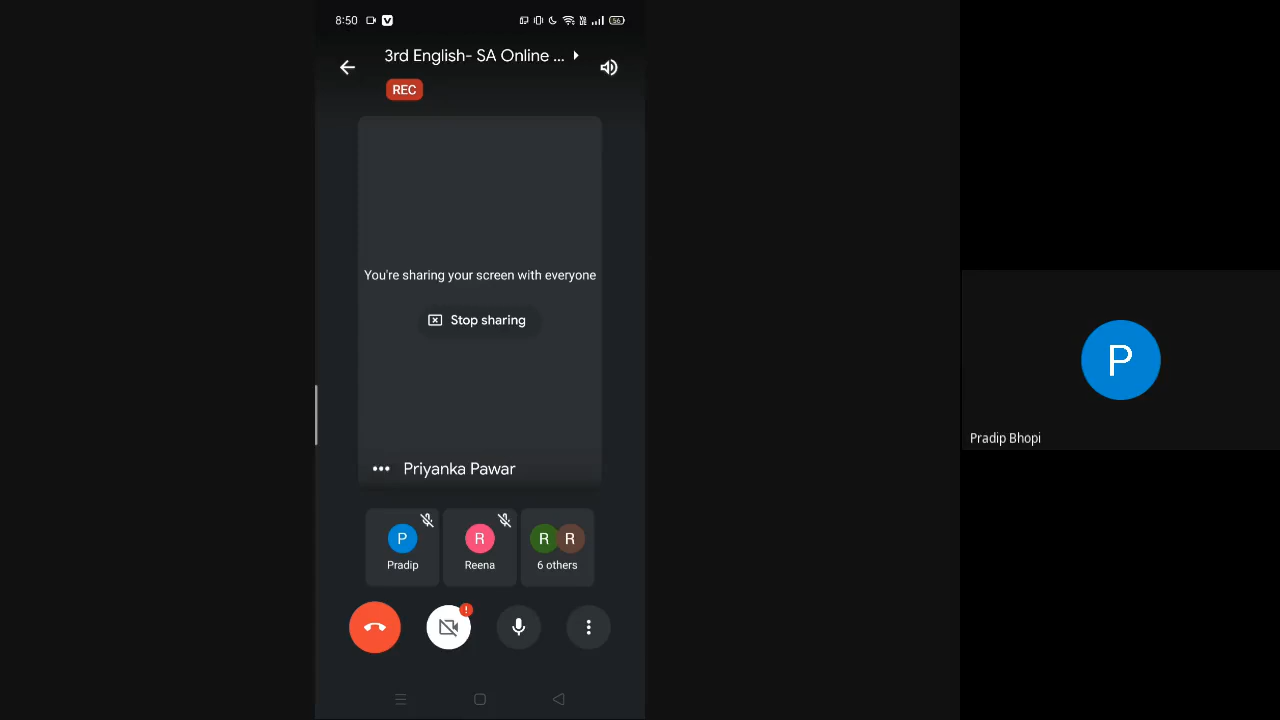 8:50
56
3rd English- SA Online ...
REC
You're sharing your screen with everyone
Stop sharing
Priyanka Pawar
P
R
R R
Pradip
Reena
6 others
!
P
Pradip Bhopi